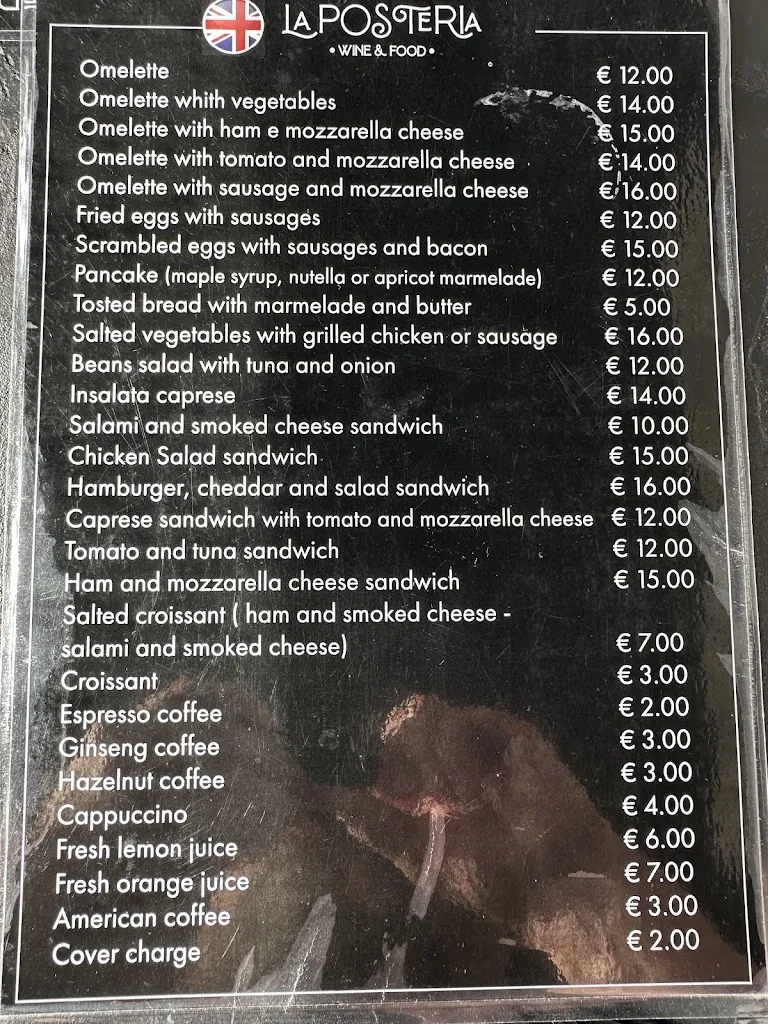 LA POSTERIA
• WINE & FOOD •
Omelette € 12.00
Omelette whith vegetables € 14.00
Omelette with ham e mozzarella cheese € 15.00
Omelette with tomato and mozzarella cheese € 14.00
Omelette with sausage and mozzarella cheese € 16.00
Fried eggs with sausages € 12.00
Scrambled eggs with sausages and bacon € 15.00
Pancake (maple syrup, nutella or apricot marmelade) € 12.00
Tosted bread with marmelade and butter € 5.00
Salted vegetables with grilled chicken or sausage € 16.00
Beans salad with tuna and onion € 12.00
Insalata caprese € 14.00
Salami and smoked cheese sandwich € 10.00
Chicken Salad sandwich € 15.00
Hamburger, cheddar and salad sandwich € 16.00
Caprese sandwich with tomato and mozzarella cheese € 12.00
Tomato and tuna sandwich € 12.00
Ham and mozzarella cheese sandwich € 15.00
Salted croissant ( ham and smoked cheese -
salami and smoked cheese) € 7.00
Croissant € 3.00
Espresso coffee € 2.00
Ginseng coffee € 3.00
Hazelnut coffee € 3.00
Cappuccino € 4.00
Fresh lemon juice € 6.00
Fresh orange juice € 7.00
American coffee € 3.00
Cover charge € 2.00